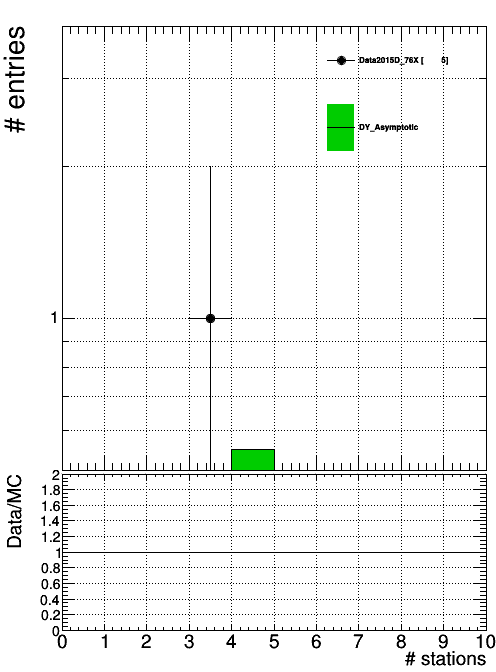 # entries
Data2015D_76X [ 5]
DY_Asymptotic
1
Data/MC
2
1.8
1.6
1.4
1.2
1
0.8
0.6
0.4
0.2
0
0 1 2 3 4 5 6 7 8 9 10
# stations